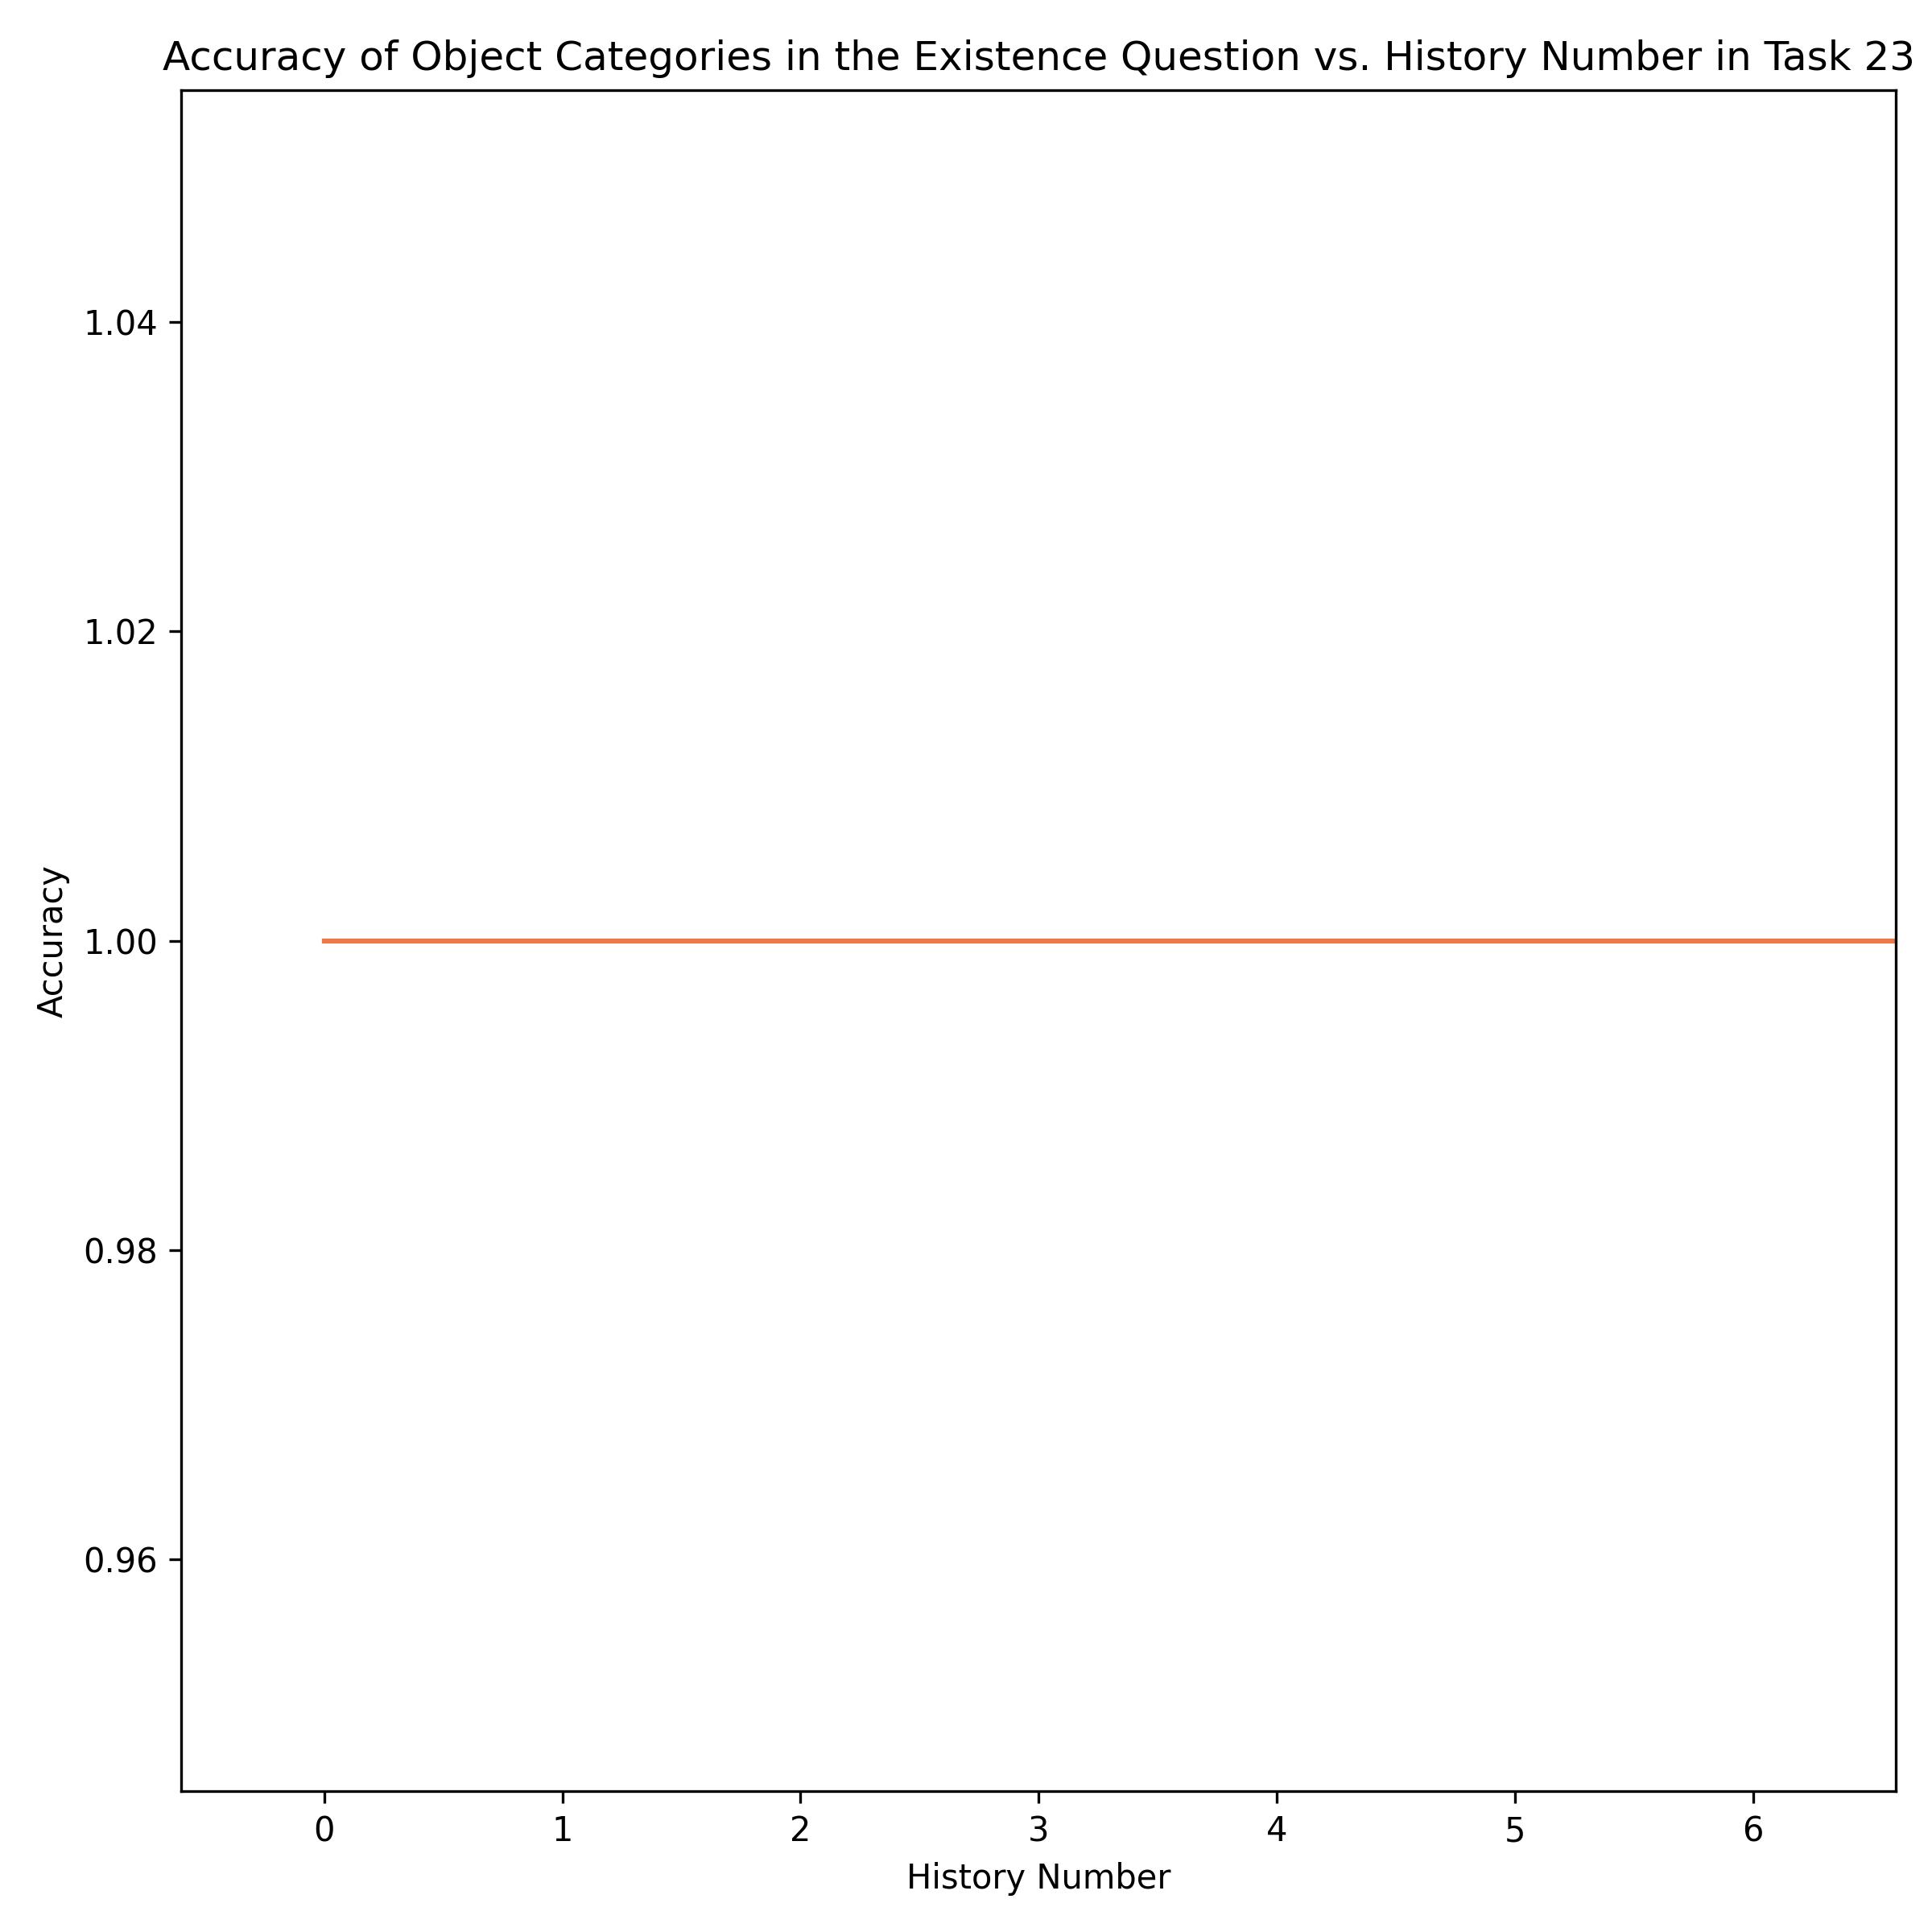 Accuracy of Object Categories in the Existence Question vs. History Number in Task 23
1.04
1.02
1.00
0.98
0.96
Accuracy
0 1 2 3 4 5 6
History Number